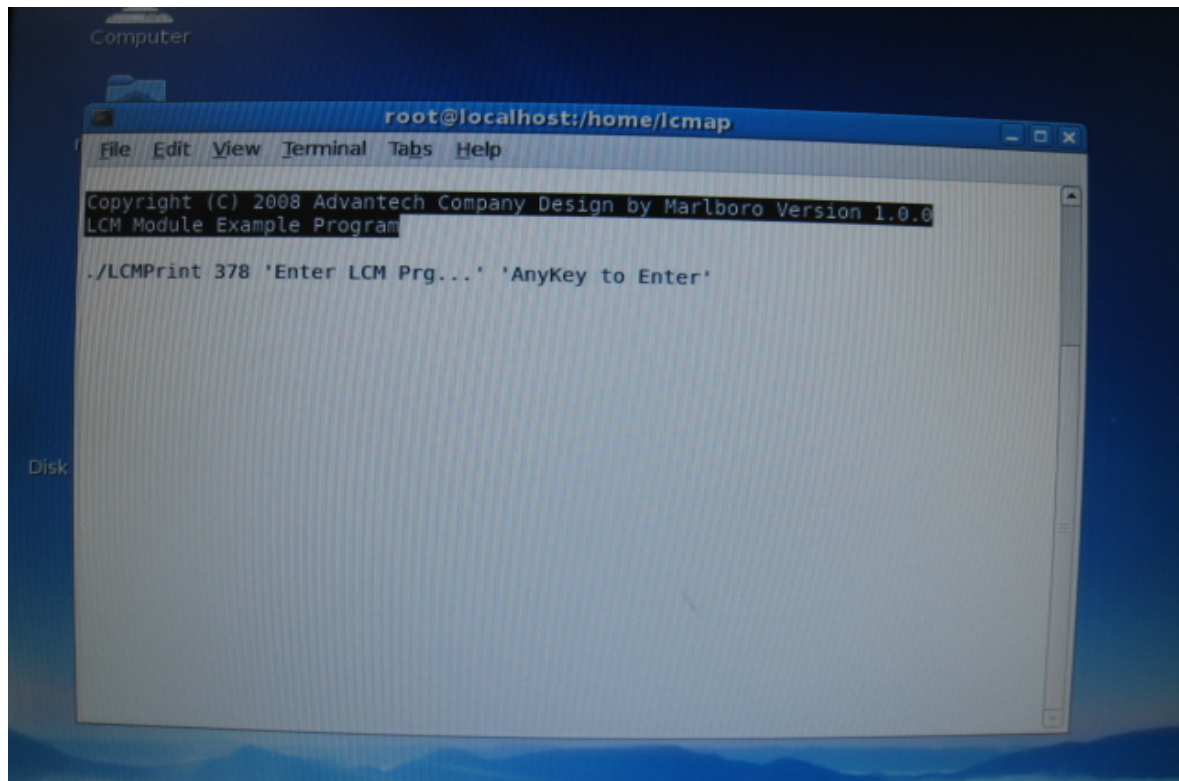 Computer
root@localhost:/home/lcmap
File Edit View Terminal Tabs Help
Copyright (C) 2008 Advantech Company Design by Marlboro Version 1.0.0
LCM Module Example Program
./LCMPrint 378 'Enter LCM Prg...' 'AnyKey to Enter'
Disk